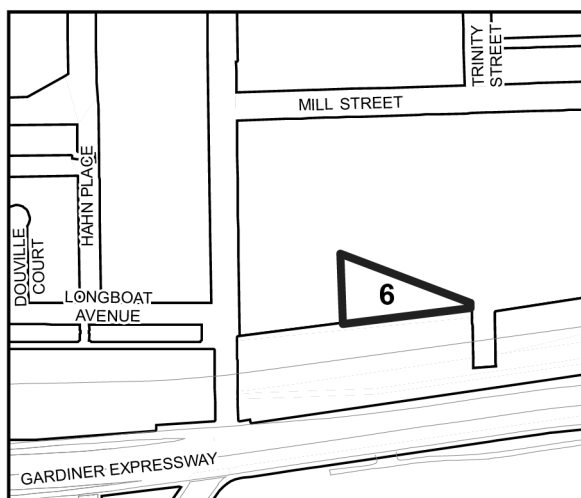 TRINITY
STREET
MILL STREET
HAHN PLACE
DOUVILLE
COURT
LONGBOAT
AVENUE
6
GARDINER EXPRESSWAY